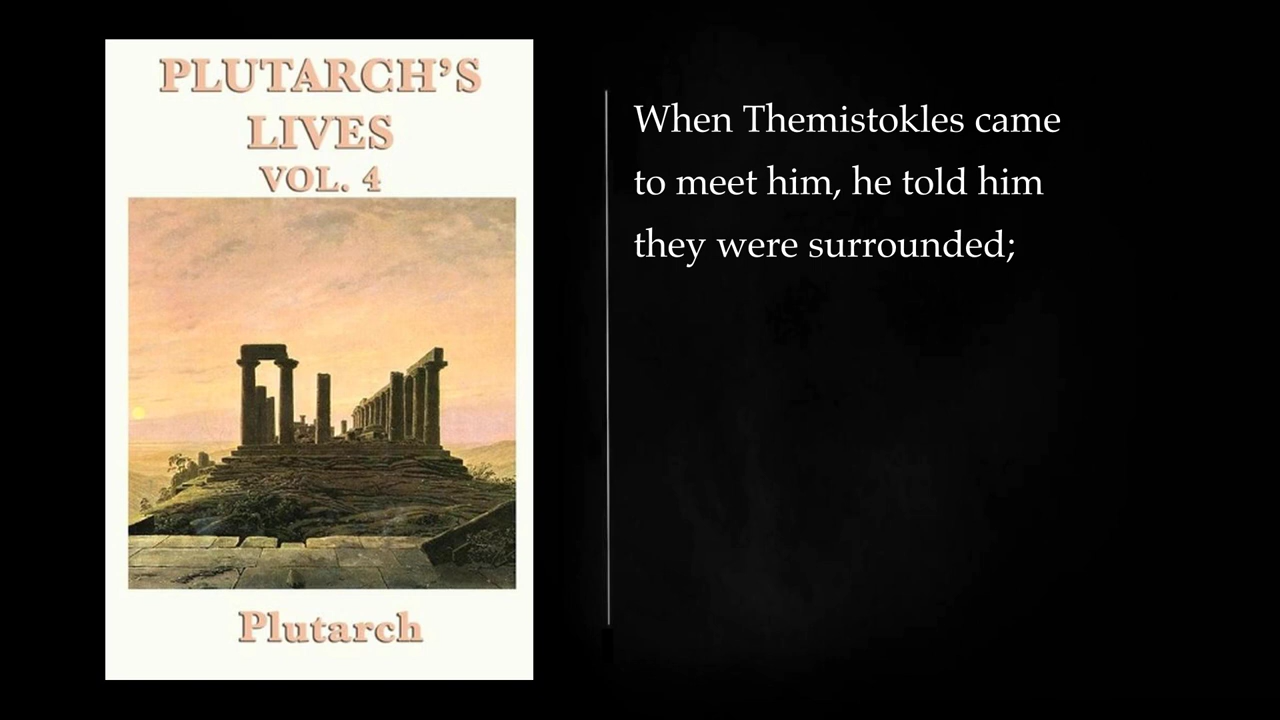 PLUTARCH’S
LIVES
VOL. 4
Plutarch
When Themistokles came
to meet him, he told him
they were surrounded;